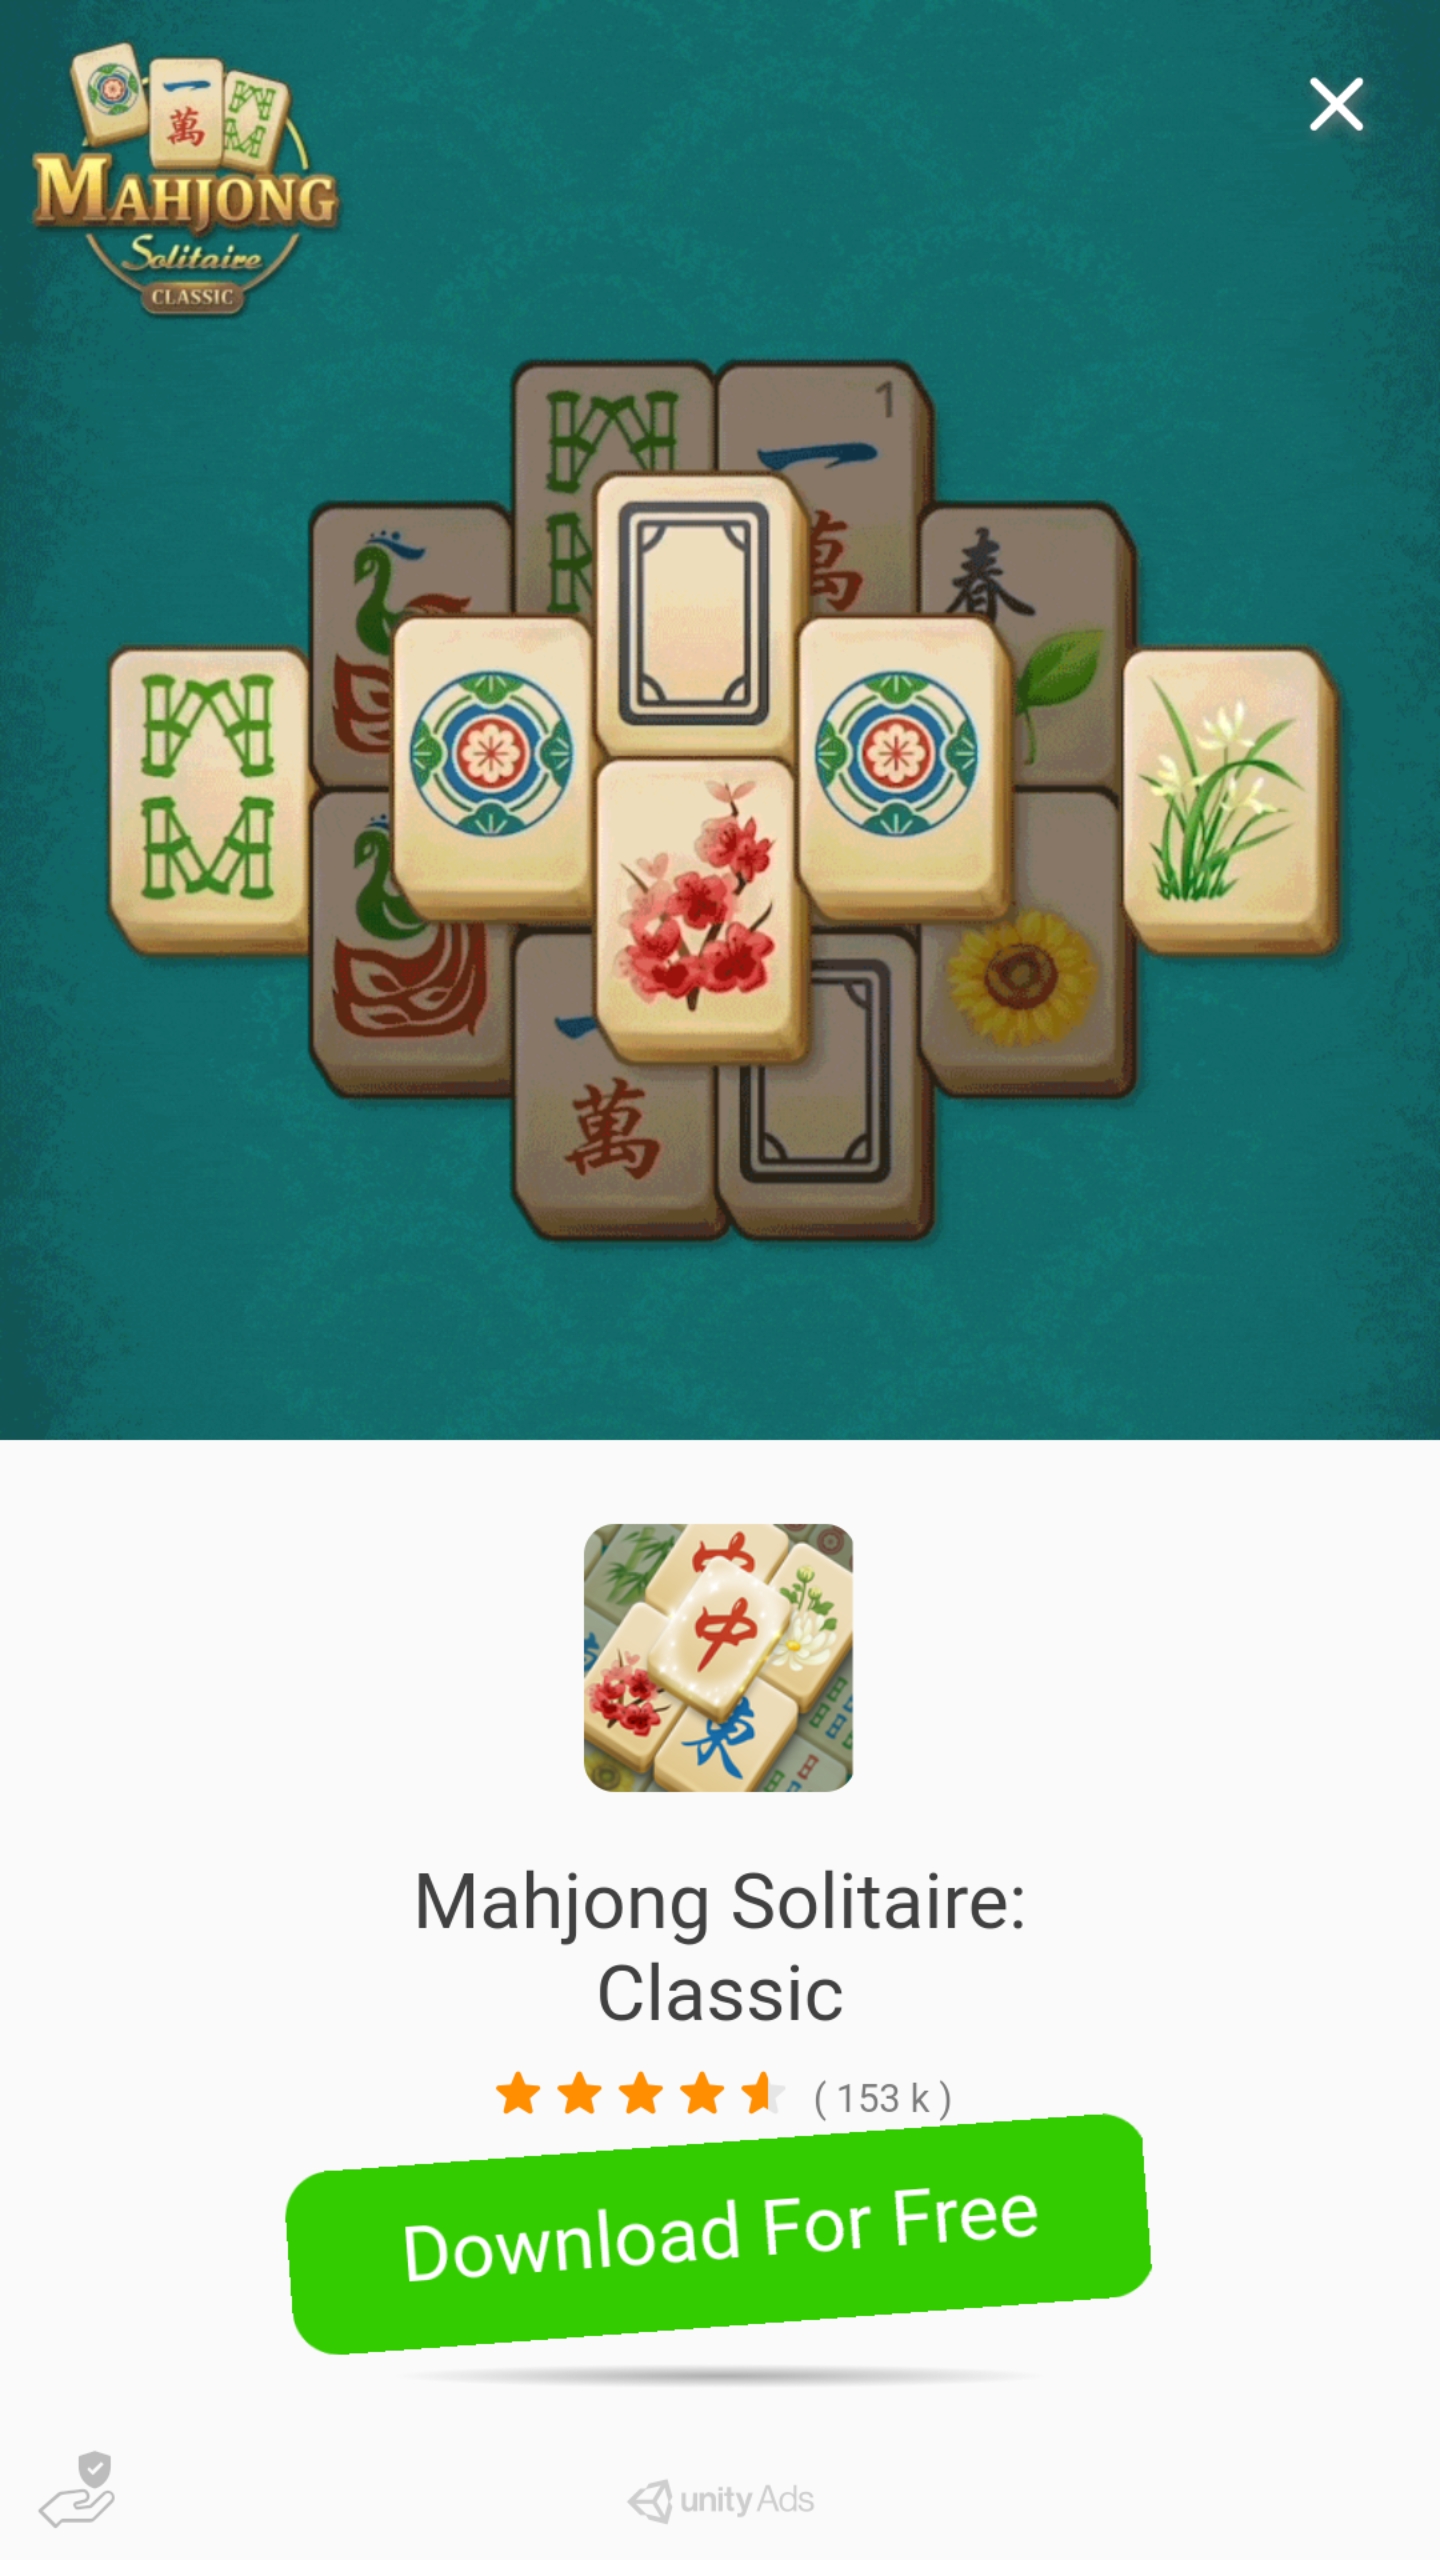 一
萬
MAHJONG
Solitaire
CLASSIC
1
一
萬
春
一
萬
中
中
東
Mahjong Solitaire:
Classic
( 153 k )
Download For Free
unity Ads